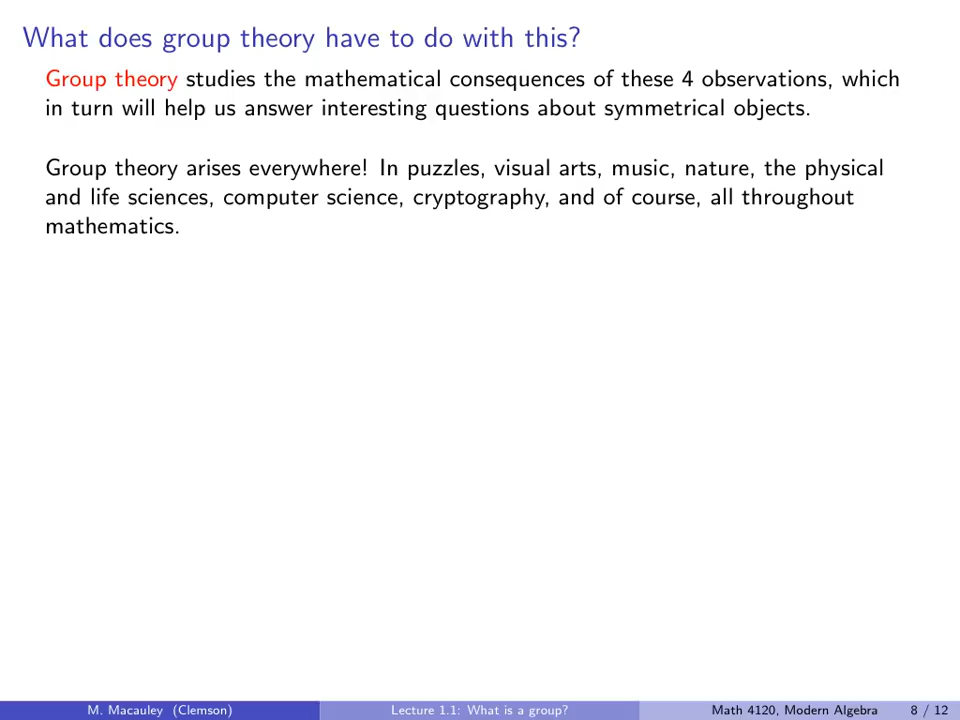 What does group theory have to do with this?
Group theory studies the mathematical consequences of these 4 observations, which
in turn will help us answer interesting questions about symmetrical objects.
Group theory arises everywhere! In puzzles, visual arts, music, nature, the physical
and life sciences, computer science, cryptography, and of course, all throughout
mathematics.
M. Macauley (Clemson) Lecture 1.1: What is a group? Math 4120, Modern Algebra 8 / 12